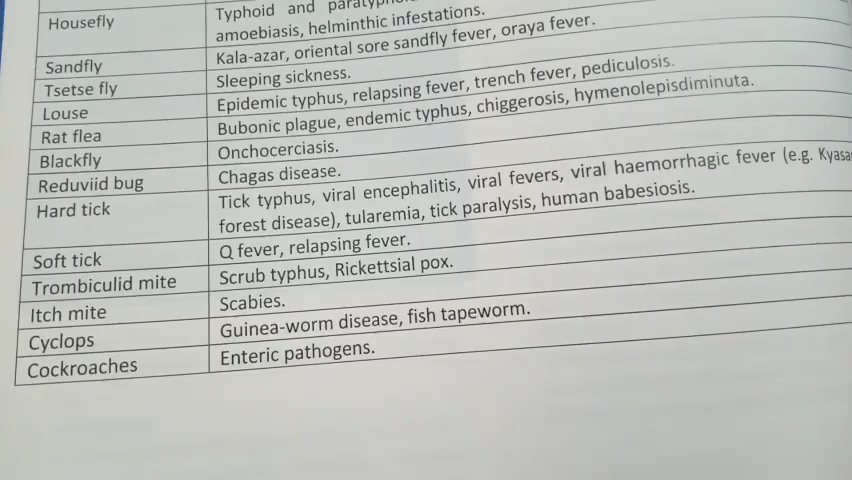 Housefly
Typhoid and
amoebiasis, helminthic infestations.
Sandfly
Kala-azar, oriental sore sandfly fever, oraya fever.
Tsetse fly
Sleeping sickness.
Louse
Epidemic typhus, relapsing fever, trench fever, pediculosis.
Rat flea
Bubonic plague, endemic typhus, chiggerosis, hymenolepisdiminuta.
Blackfly
Onchocerciasis.
Reduviid bug
Chagas disease.
Hard tick
Tick typhus, viral encephalitis, viral fevers, viral haemorrhagic fever (e.g.
forest disease), tularemia, tick paralysis, human babesiosis.
Soft tick
Q fever, relapsing fever.
Trombiculid mite
Scrub typhus, Rickettsial pox.
Itch mite
Scabies.
Cyclops
Guinea-worm disease, fish tapeworm.
Cockroaches
Enteric pathogens.